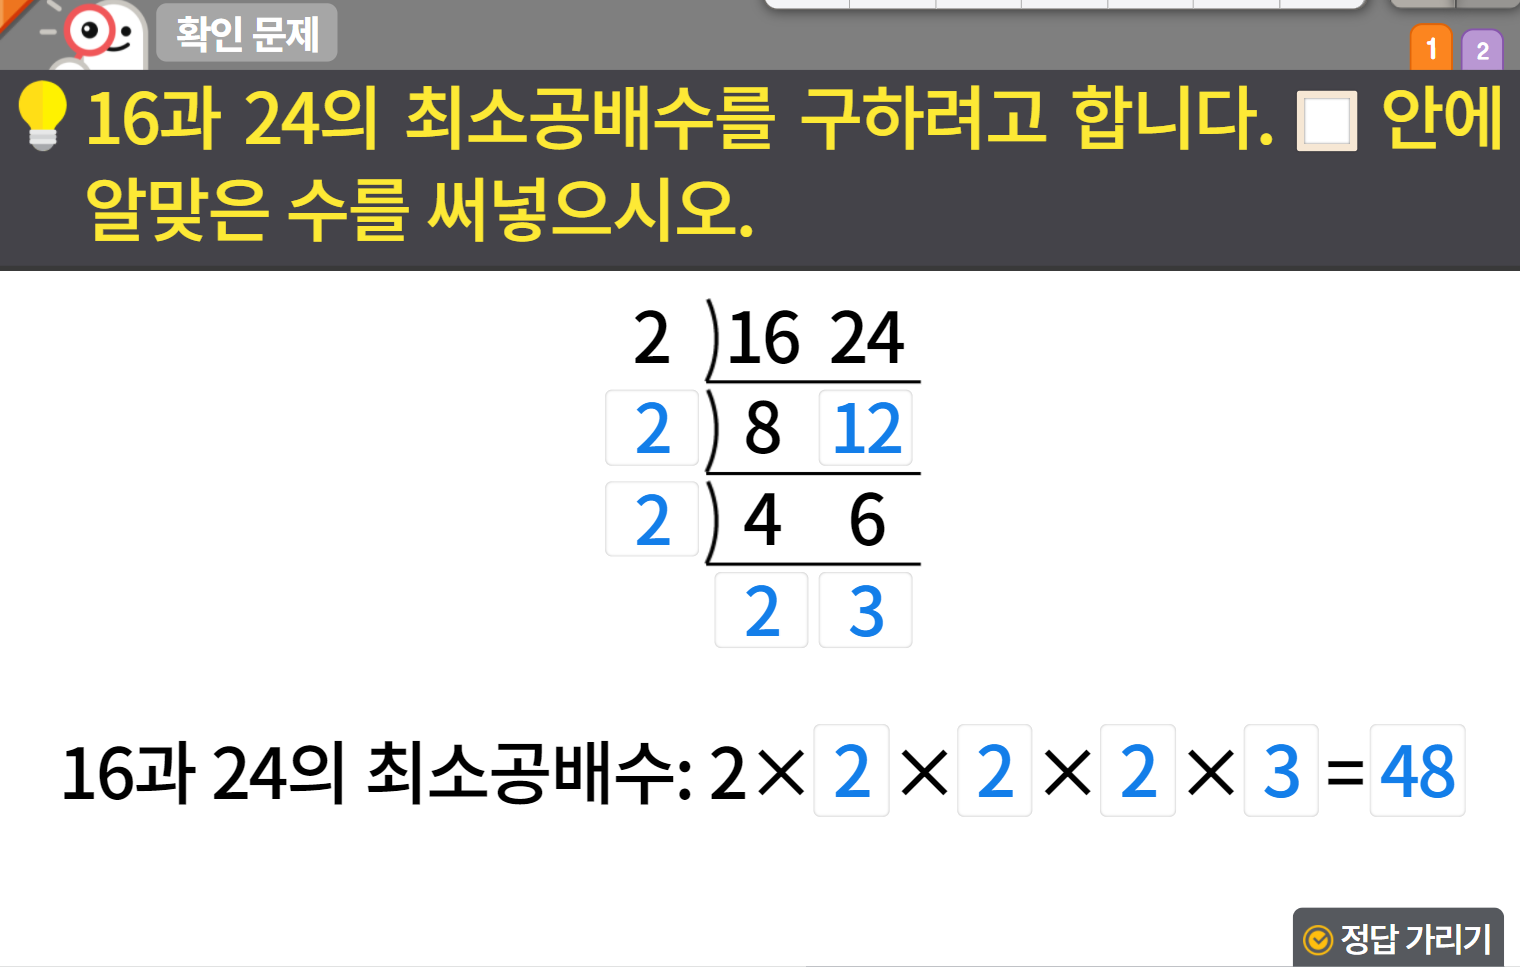 확인 문제
1 2
16과 24의 최소공배수를 구하려고 합니다. □ 안에
알맞은 수를 써넣으시오.
2 ) 16 24
2 ) 8 12
2 ) 4 6
2 3
16과 24의 최소공배수: 2×2×2×2×3=48
정답 가리기